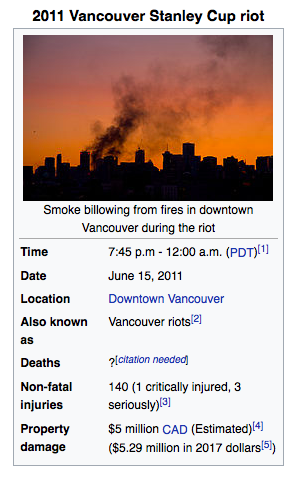 2011 Vancouver Stanley Cup riot
Smoke billowing from fires in downtown
Vancouver during the riot
Time 7:45 p.m - 12:00 a.m. (PDT)[1]
Date June 15, 2011
Location Downtown Vancouver
Also known Vancouver riots[2]
as
Deaths ?[citation needed]
Non-fatal 140 (1 critically injured, 3
injuries seriously)[3]
Property $5 million CAD (Estimated)[4]
damage ($5.29 million in 2017 dollars[5])